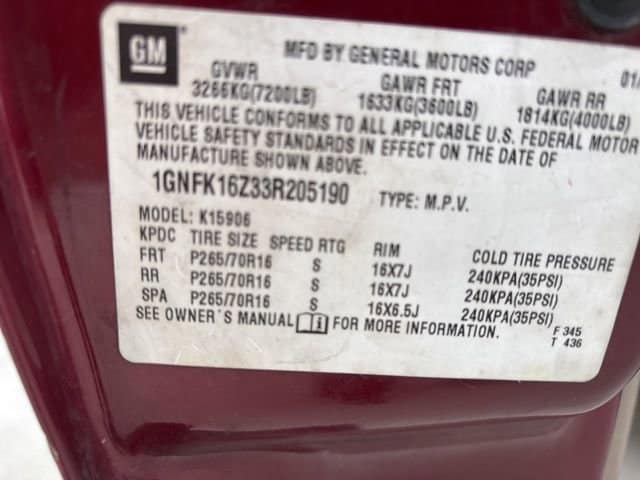 GM
MFD BY GENERAL MOTORS CORP 01
GVWR GAWR FRT GAWR RR
3266KG(7200LB) 1633KG(3600LB) 1814KG(4000LB)
THIS VEHICLE CONFORMS TO ALL APPLICABLE U.S. FEDERAL MOTOR
VEHICLE SAFETY STANDARDS IN EFFECT ON THE DATE OF
MANUFACTURE SHOWN ABOVE.
1GNFK16Z33R205190 TYPE: M.P.V.
MODEL: K15906
KPDC TIRE SIZE SPEED RTG RIM COLD TIRE PRESSURE
FRT P265/70R16 S 16X7J 240KPA(35PSI)
RR P265/70R16 S 16X7J 240KPA(35PSI)
SPA P265/70R16 S 16X6.5J 240KPA(35PSI)
SEE OWNER'S MANUAL FOR MORE INFORMATION.
F 345
T 436